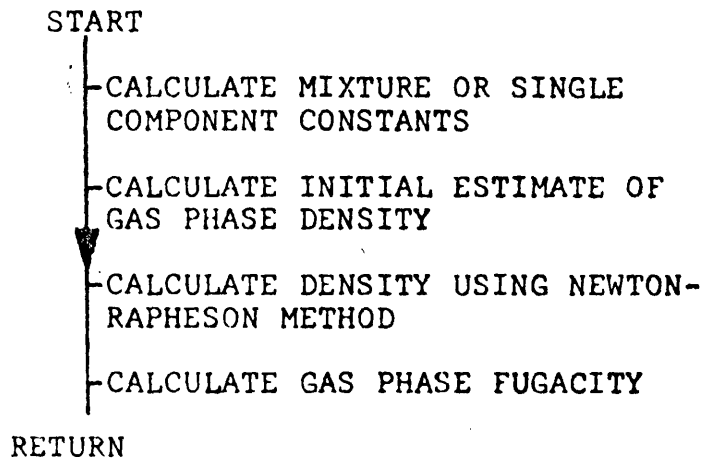 START
CALCULATE MIXTURE OR SINGLE
COMPONENT CONSTANTS
CALCULATE INITIAL ESTIMATE OF
GAS PHASE DENSITY
CALCULATE DENSITY USING NEWTON-
RAPHESON METHOD
CALCULATE GAS PHASE FUGACITY
RETURN